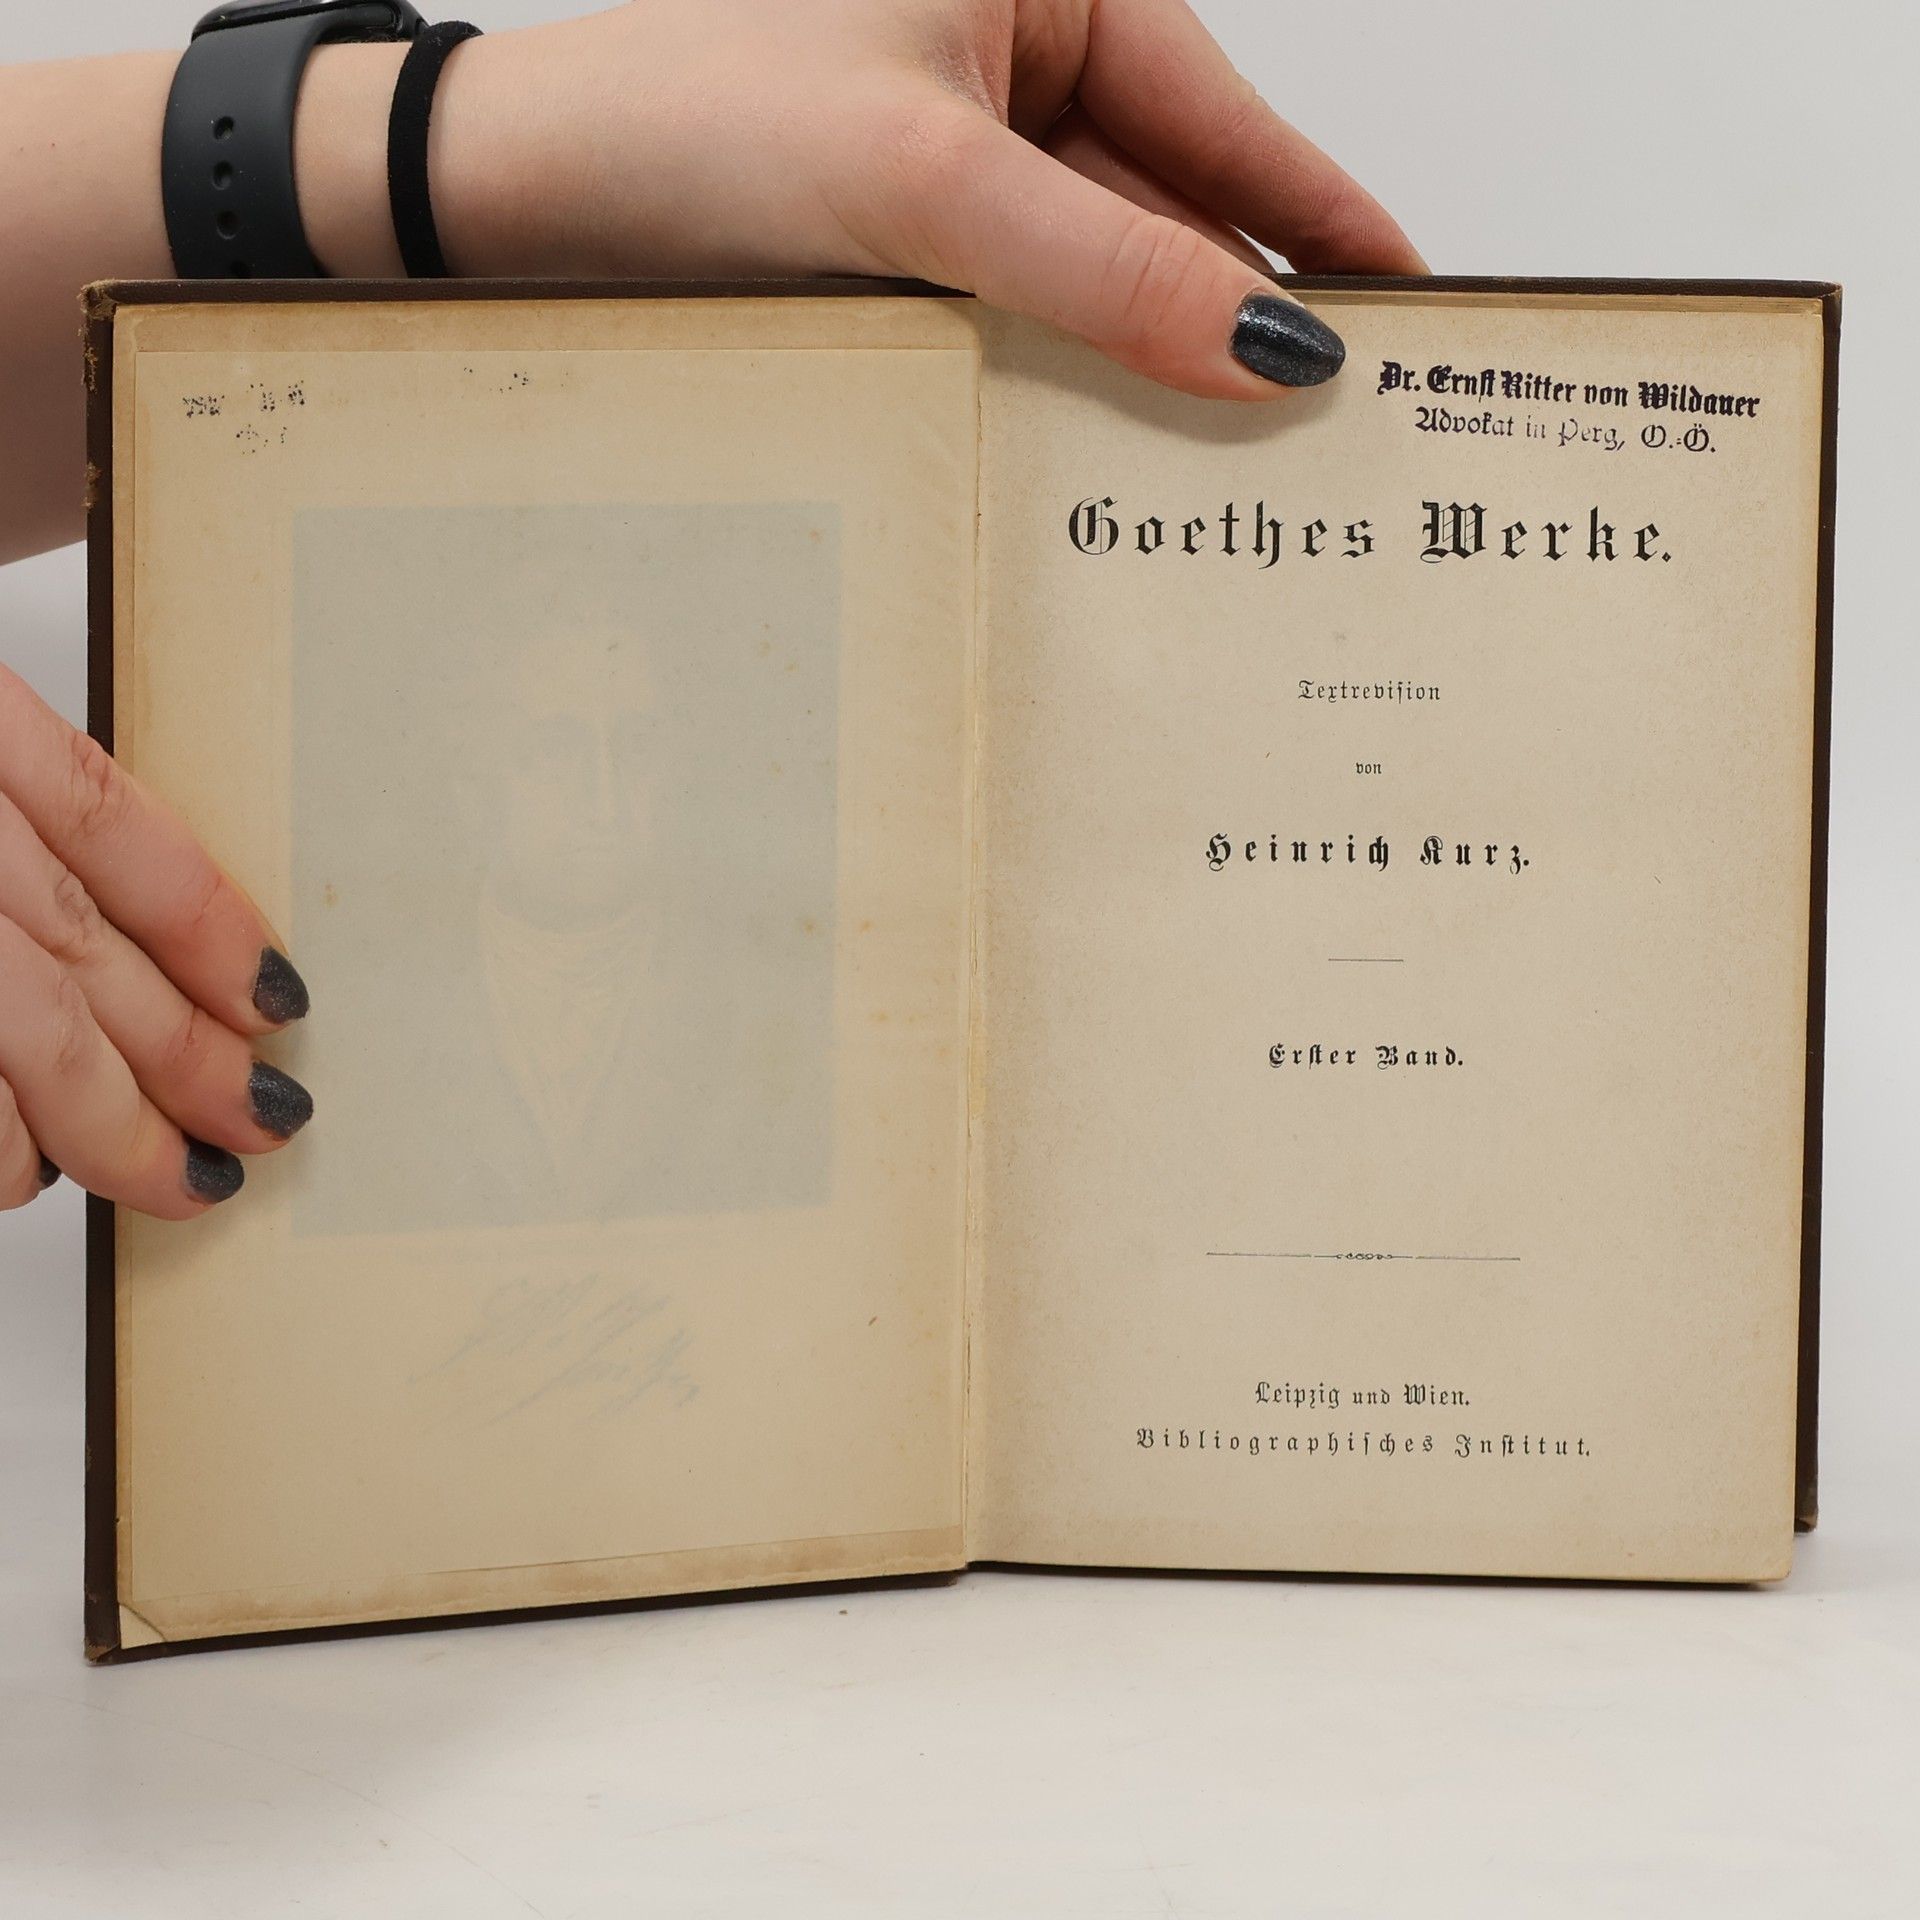 Dr. Ernst Ritter von Wildauer
Advokat in Perg, O.-Ö.
Goethes Werke.
Textrevision
von
Heinrich Kurz.
Erster Band.
Leipzig und Wien.
Bibliographisches Institut.